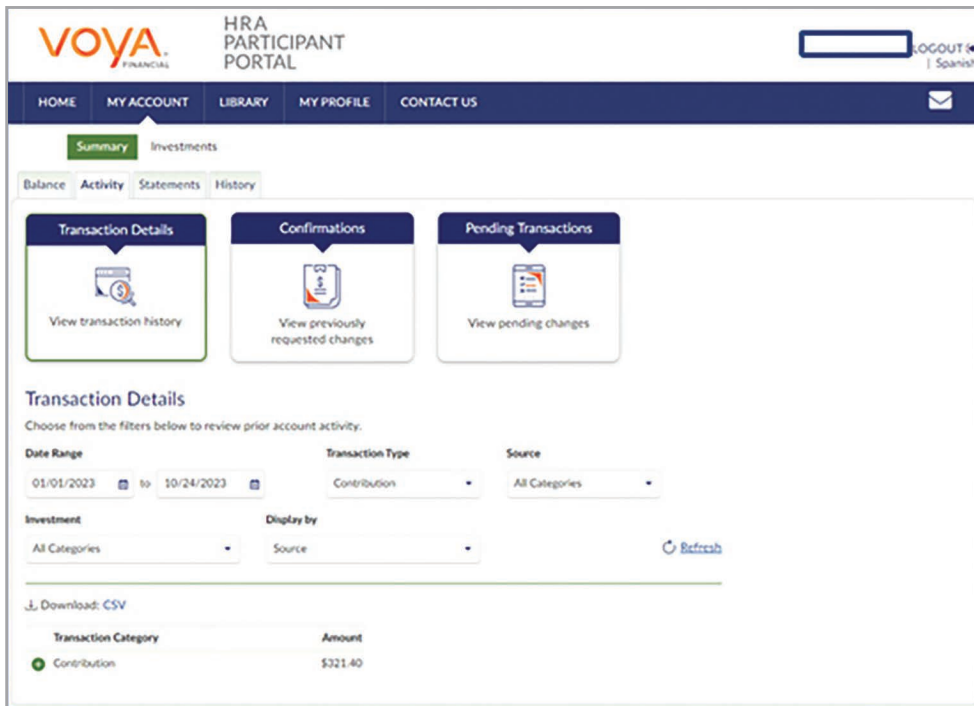 VOYA
FINANCIAL
HRA
PARTICIPANT
PORTAL
LOGOUT
| Spanish
HOME MY ACCOUNT LIBRARY MY PROFILE CONTACT US
Summary Investments
Balance Activity Statements History
Transaction Details Confirmations Pending Transactions
View transaction history View previously requested changes View pending changes
Transaction Details
Choose from the filters below to review prior account activity.
Date Range Transaction Type Source
01/01/2023 to 10/24/2023 Contribution All Categories
Investment Display by
All Categories Source Refresh
Download: CSV
Transaction Category Amount
Contribution $321.40